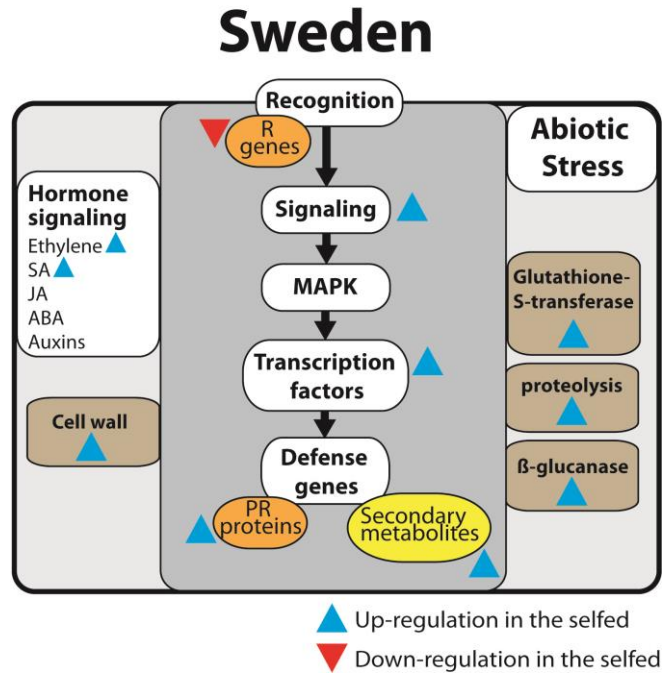 Sweden
Recognition
R
genes
Abiotic
Stress
Hormone
signaling
Ethylene
SA
JA
ABA
Auxins
Signaling
MAPK
Glutathione-
S-transferase
Transcription
factors
proteolysis
Cell wall
Defense
genes
ß-glucanase
PR
proteins
Secondary
metabolites
Up-regulation in the selfed
Down-regulation in the selfed